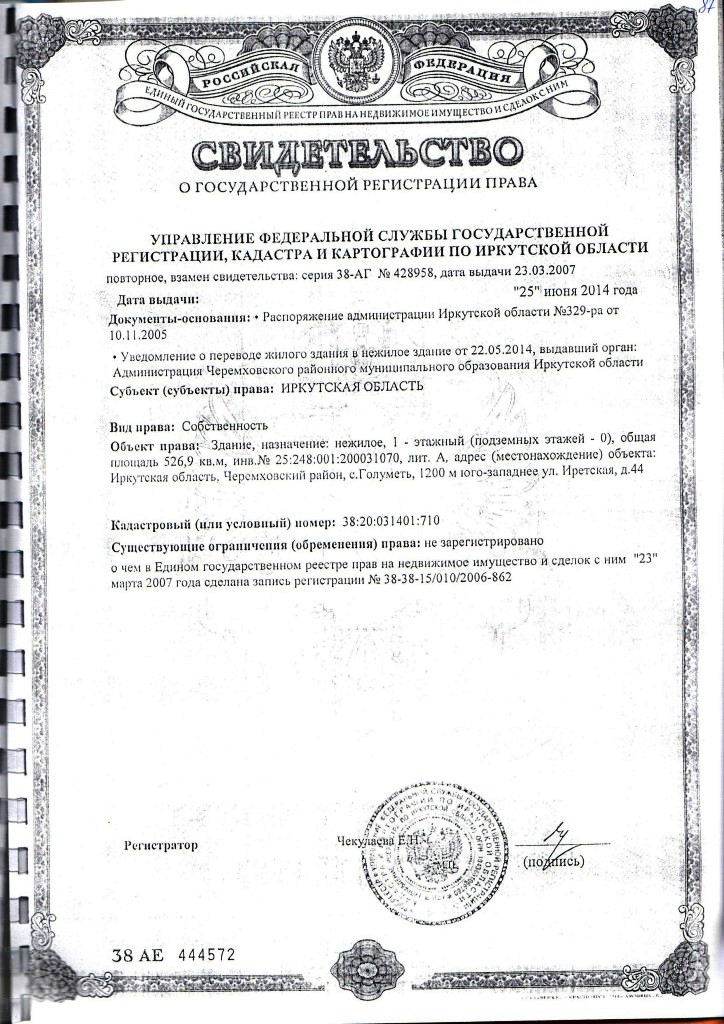 87
РОССИЙСКАЯ ФЕДЕРАЦИЯ
ЕДИНЫЙ ГОСУДАРСТВЕННЫЙ РЕЕСТР ПРАВ НА НЕДВИЖИМОЕ ИМУЩЕСТВО И СДЕЛОК С НИМ
СВИДЕТЕЛЬСТВО
О ГОСУДАРСТВЕННОЙ РЕГИСТРАЦИИ ПРАВА
УПРАВЛЕНИЕ ФЕДЕРАЛЬНОЙ СЛУЖБЫ ГОСУДАРСТВЕННОЙ
РЕГИСТРАЦИИ, КАДАСТРА И КАРТОГРАФИИ ПО ИРКУТСКОЙ ОБЛАСТИ
повторное, взамен свидетельства: серия 38-АГ № 428958, дата выдачи 23.03.2007
Дата выдачи: "25" июня 2014 года
Документы-основания: • Распоряжение администрации Иркутской области №329-ра от
10.11.2005
• Уведомление о переводе жилого здания в нежилое здание от 22.05.2014, выдавший орган:
Администрация Черемховского районного муниципального образования Иркутской области
Субъект (субъекты) права: ИРКУТСКАЯ ОБЛАСТЬ
Вид права: Собственность
Объект права: Здание, назначение: нежилое, 1 - этажный (подземных этажей - 0), общая
площадь 526,9 кв.м, инв.№ 25:248:001:200031070, лит. А, адрес (местонахождение) объекта:
Иркутская область, Черемховский район, с.Голуметь, 1200 м юго-западнее ул. Иретская, д.44
Кадастровый (или условный) номер: 38:20:031401:710
Существующие ограничения (обременения) права: не зарегистрировано
о чем в Едином государственном реестре прав на недвижимое имущество и сделок с ним "23"
марта 2007 года сделана запись регистрации № 38-38-15/010/2006-862
Регистратор Чекулаева Е.Н.
М.П.
(подпись)
38 АЕ 444572